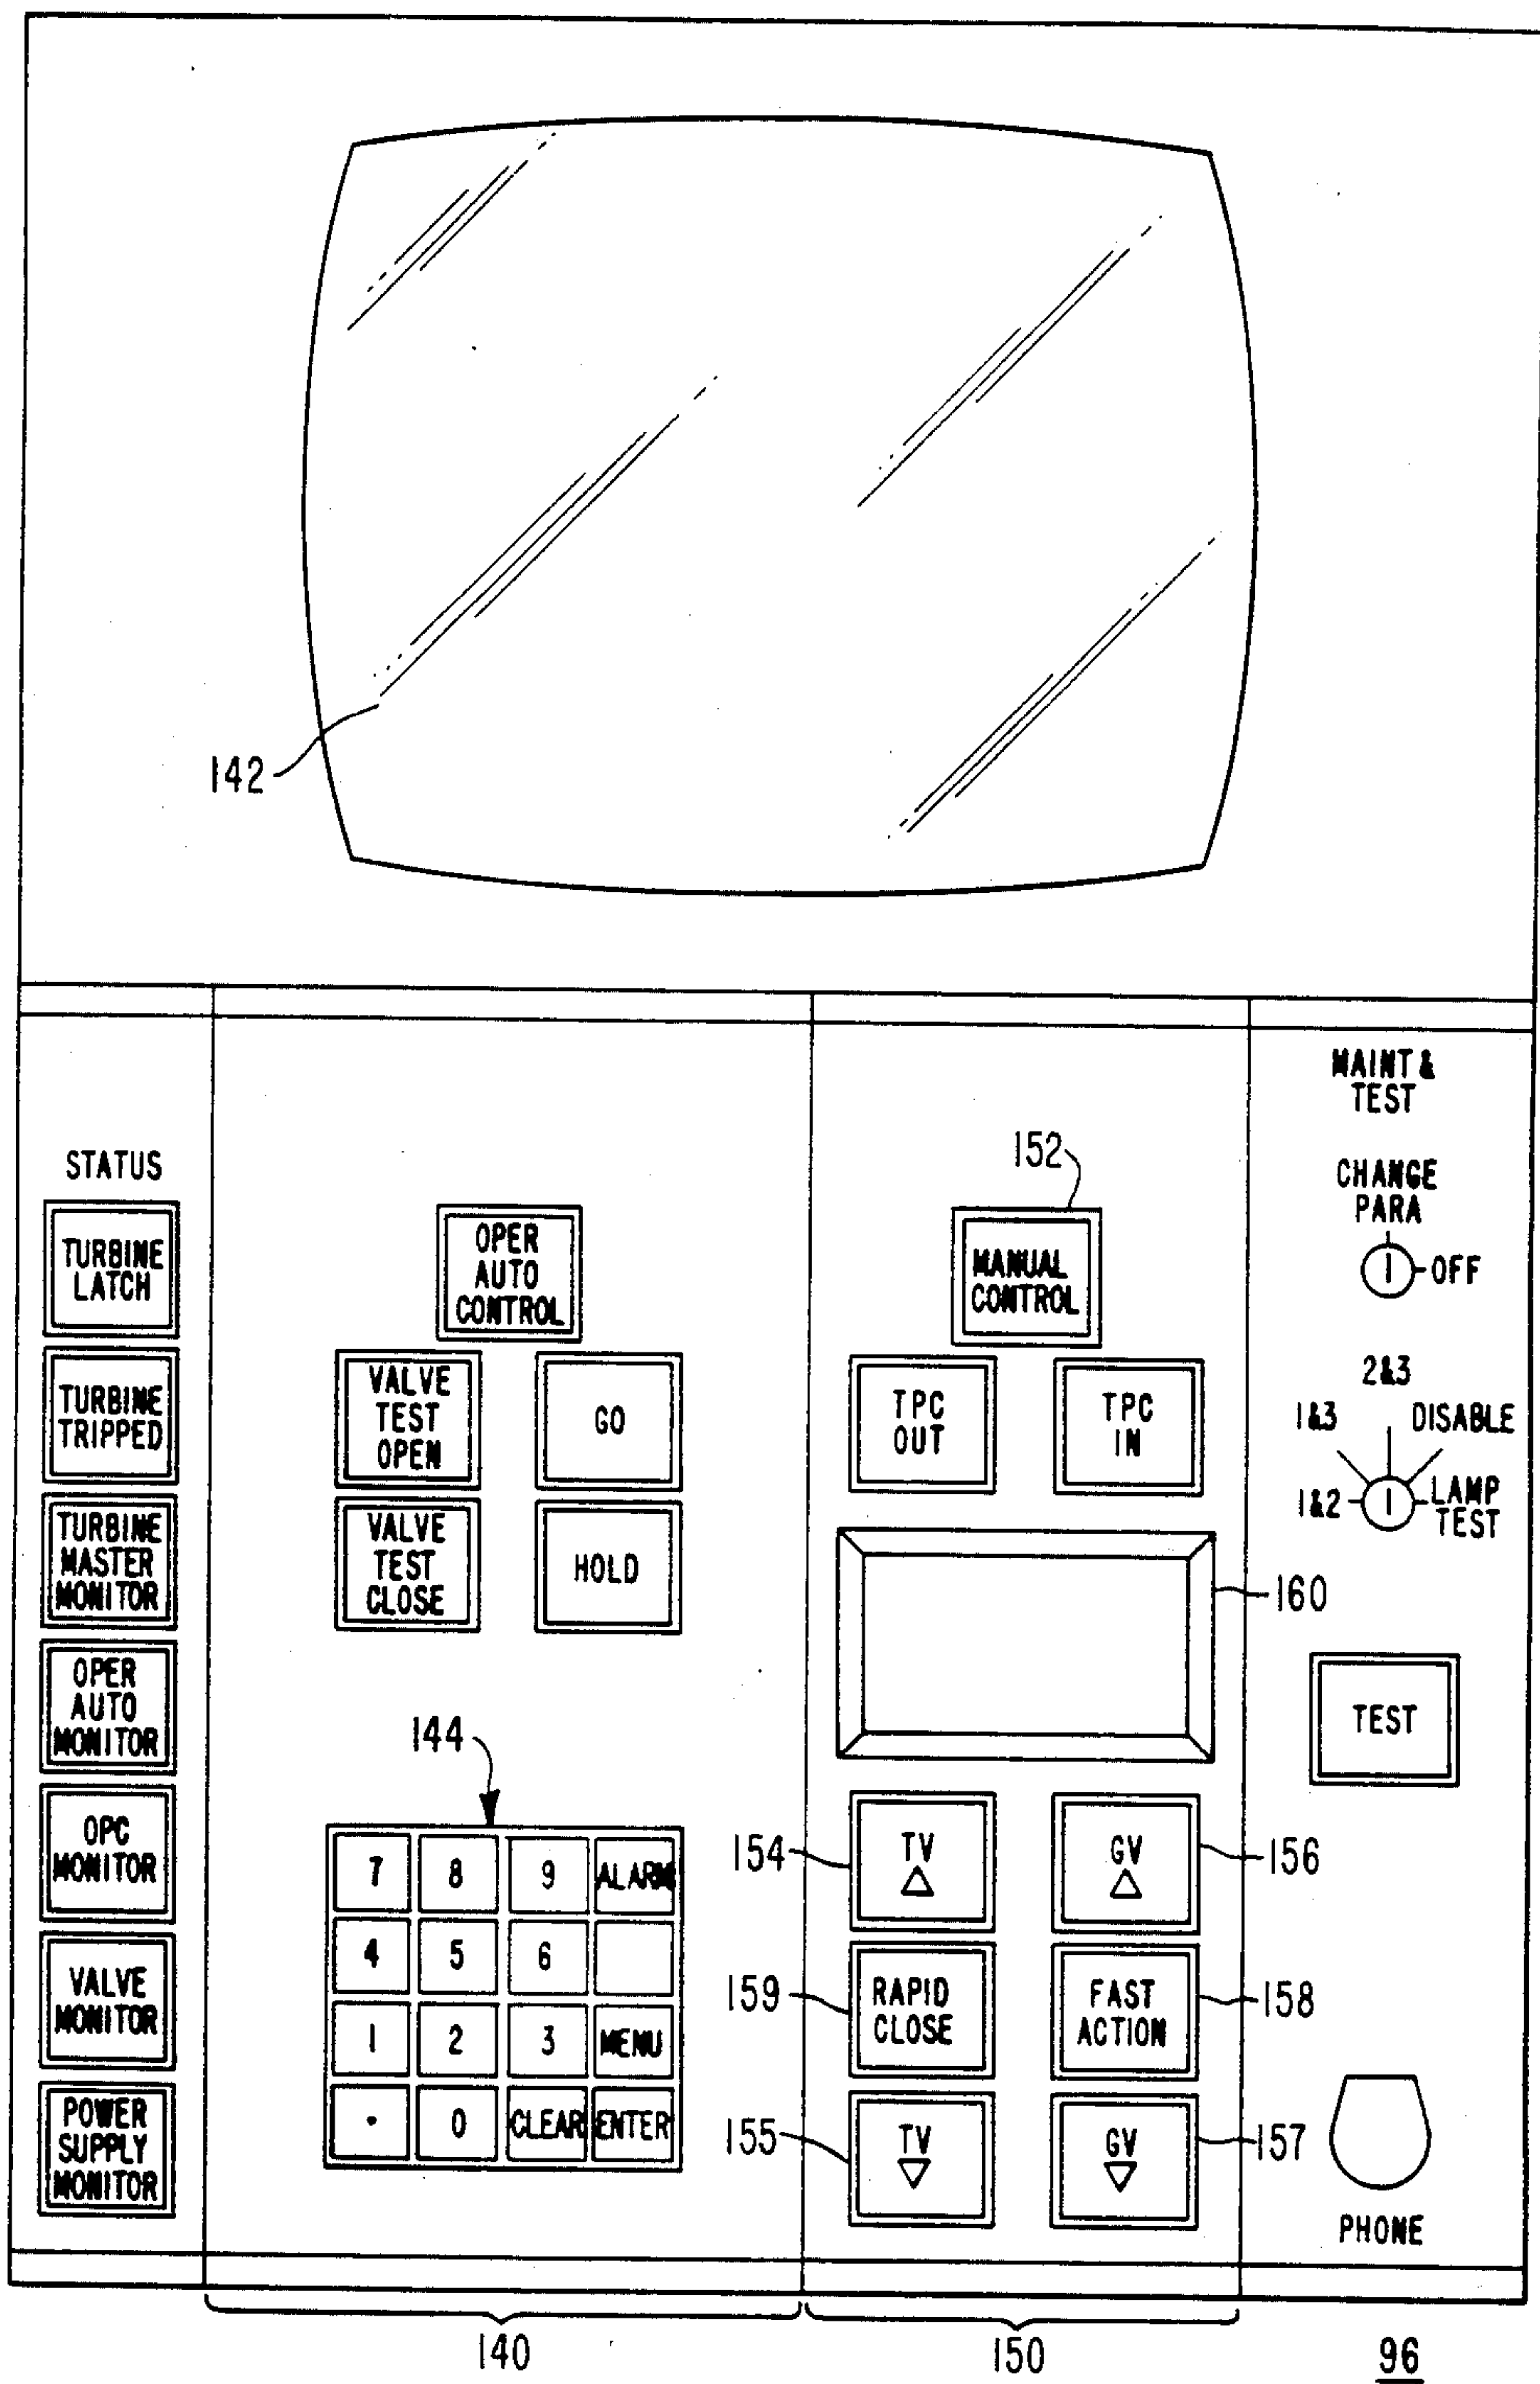 142
STATUS
TURBINE
LATCH
TURBINE
TRIPPED
TURBINE
MASTER
MONITOR
OPER
AUTO
MONITOR
OPC
MONITOR
VALVE
MONITOR
POWER
SUPPLY
MONITOR
OPER
AUTO
CONTROL
VALVE
TEST
OPEN
GO
VALVE
TEST
CLOSE
HOLD
144
7 8 9 ALARM
4 5 6
1 2 3 MENU
. 0 CLEAR ENTER
140
152
MANUAL
CONTROL
TPC
OUT
TPC
IN
160
154
TV
GV
156
159
RAPID
CLOSE
FAST
ACTION
158
155
TV
GV
157
150
MAINT &
TEST
CHANGE
PARA
OFF
2&3
1&3 DISABLE
1&2 LAMP
TEST
TEST
PHONE
96